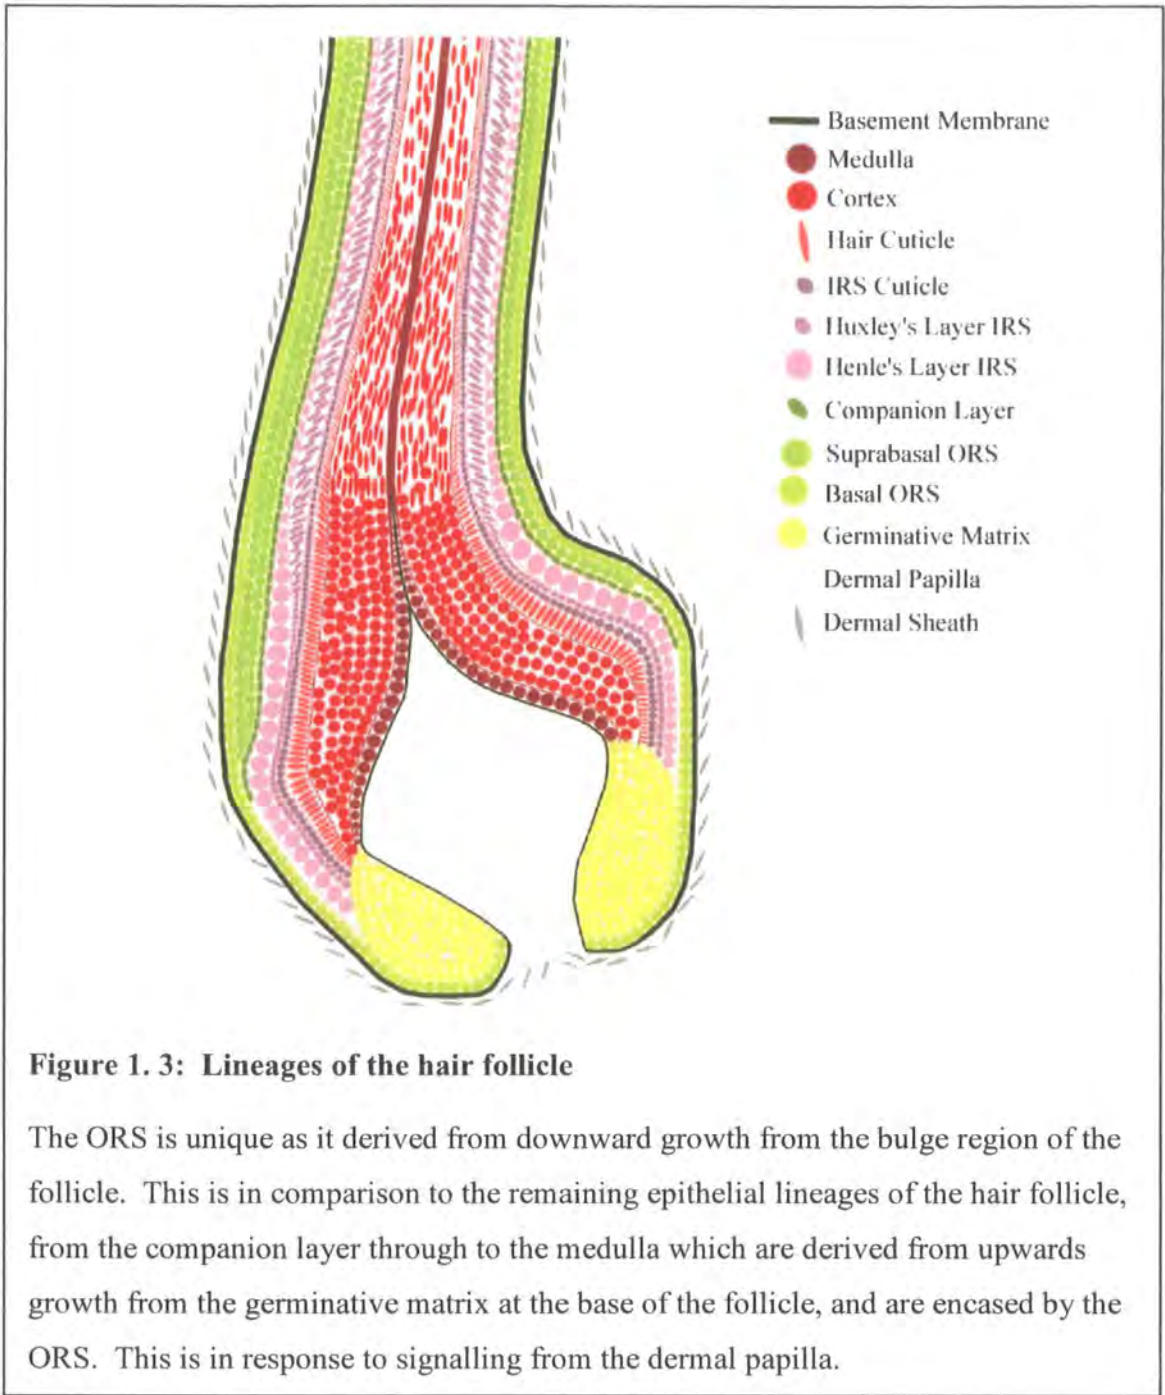 Basement Membrane
Medulla
Cortex
Hair Cuticle
IRS Cuticle
Huxley's Layer IRS
Henle's Layer IRS
Companion Layer
Suprabasal ORS
Basal ORS
Germinative Matrix
Dermal Papilla
Dermal Sheath
Figure 1. 3: Lineages of the hair follicle
The ORS is unique as it derived from downward growth from the bulge region of the
follicle. This is in comparison to the remaining epithelial lineages of the hair follicle,
from the companion layer through to the medulla which are derived from upwards
growth from the germinative matrix at the base of the follicle, and are encased by the
ORS. This is in response to signalling from the dermal papilla.